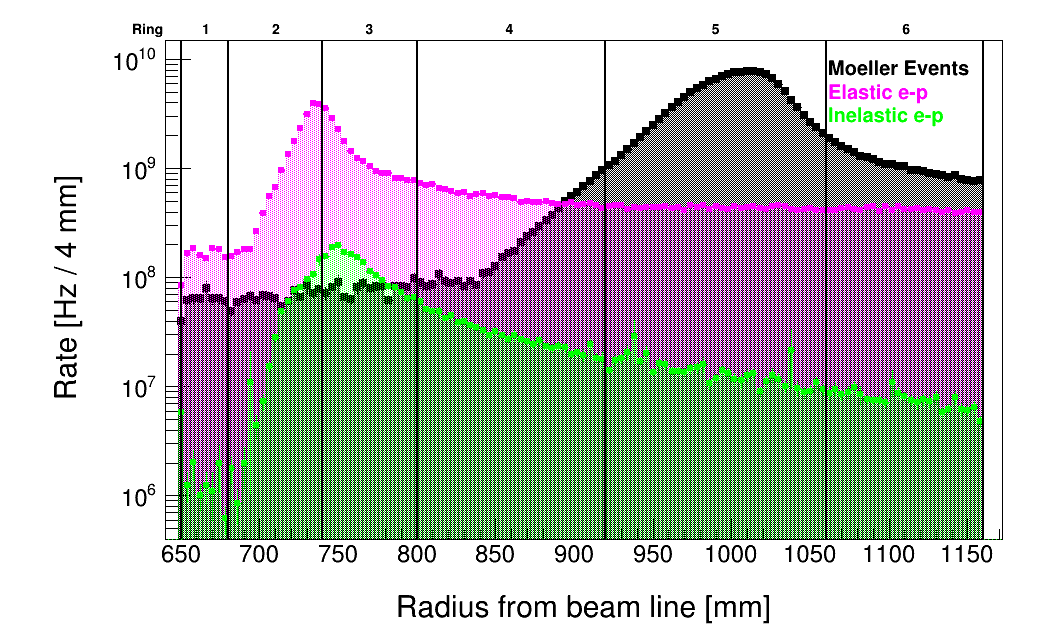 Ring 1 2 3 4 5 6
10^10
Moeller Events
Elastic e-p
Inelastic e-p
10^9
10^8
10^7
10^6
Rate [Hz / 4 mm]
650 700 750 800 850 900 950 1000 1050 1100 1150
Radius from beam line [mm]